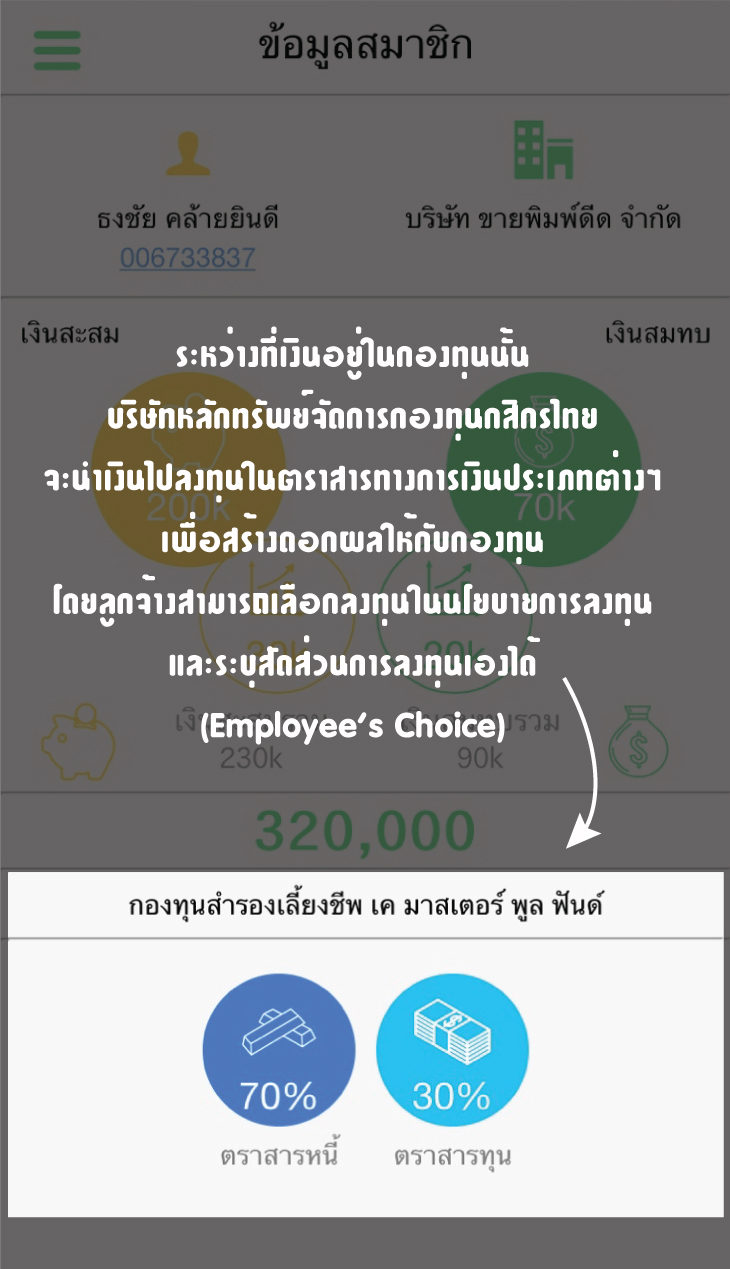 ข้อมูลสมาชิก
ธงชัย คล้ายยินดี
บริษัท ขายพิมพ์ดีด จำกัด
006733837
เงินสะสม
เงินสมทบ
ระหว่างที่เงินอยู่ในกองทุนนั้น
บริษัทหลักทรัพย์จัดการกองทุนกสิกรไทย
จะนำเงินไปลงทุนในตราสารทางการเงินประเภทต่างๆ
200k
70k
เพื่อสร้างดอกผลให้กับกองทุน
โดยลูกจ้างสามารถเลือกลงทุนในนโยบายการลงทุน
และระบุสัดส่วนการลงทุนเองได้
(Employee's Choice)
230k
90k
320,000
กองทุนสำรองเลี้ยงชีพ เค มาสเตอร์ พูล ฟันด์
70%
30%
ตราสารหนี้
ตราสารทุน